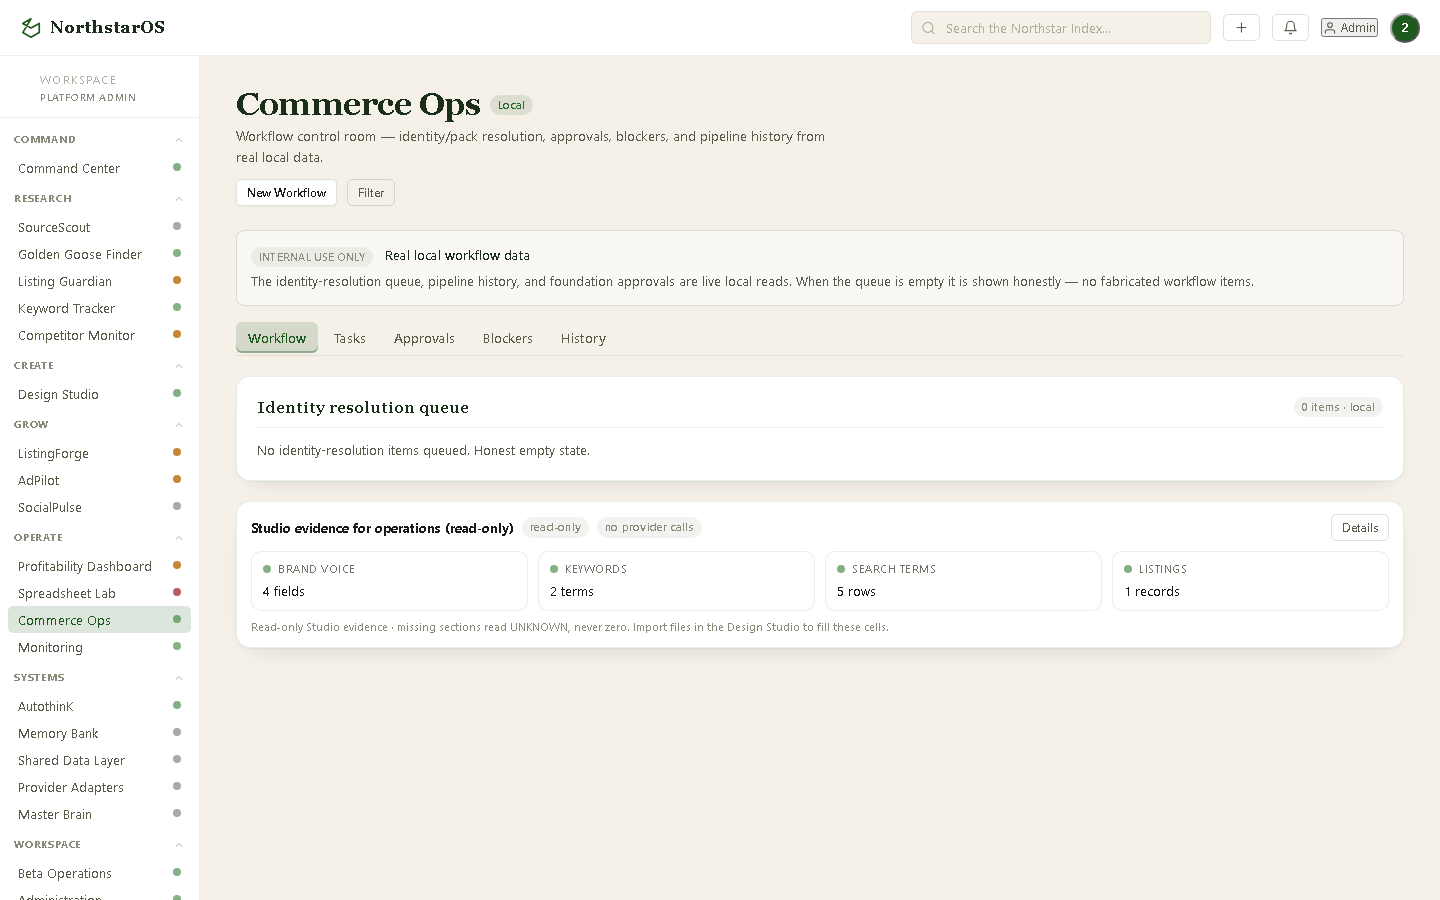 NorthstarOS
Search the Northstar Index...
Admin
2
WORKSPACE
PLATFORM ADMIN
COMMAND
Command Center
RESEARCH
SourceScout
Golden Goose Finder
Listing Guardian
Keyword Tracker
Competitor Monitor
CREATE
Design Studio
GROW
ListingForge
AdPilot
SocialPulse
OPERATE
Profitability Dashboard
Spreadsheet Lab
Commerce Ops
Monitoring
SYSTEMS
AutothinK
Memory Bank
Shared Data Layer
Provider Adapters
Master Brain
WORKSPACE
Beta Operations
Administration
Commerce Ops Local
Workflow control room — identity/pack resolution, approvals, blockers, and pipeline history from
real local data.
New Workflow Filter
INTERNAL USE ONLY Real local workflow data
The identity-resolution queue, pipeline history, and foundation approvals are live local reads. When the queue is empty it is shown honestly — no fabricated workflow items.
Workflow Tasks Approvals Blockers History
Identity resolution queue 0 items · local
No identity-resolution items queued. Honest empty state.
Studio evidence for operations (read-only) read-only no provider calls Details
BRAND VOICE KEYWORDS SEARCH TERMS LISTINGS
4 fields 2 terms 5 rows 1 records
Read-only Studio evidence · missing sections read UNKNOWN, never zero. Import files in the Design Studio to fill these cells.